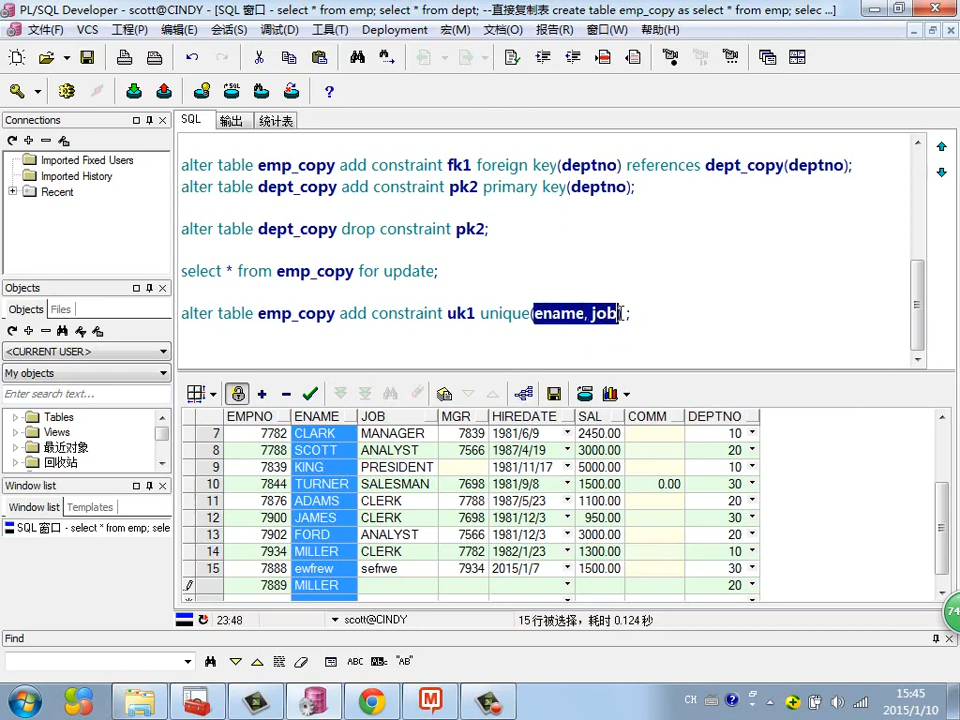 PL/SQL Developer - scott@CINDY - [SQL 窗口 - select * from emp; select * from dept; --直接复制表 create table emp_copy as select * from emp; selec ...]
文件(F) VCS 工程(P) 编辑(E) 会话(S) 调试(D) 工具(T) Deployment 宏(M) 文档(O) 报告(R) 窗口(W) 帮助(H)
Connections
Imported Fixed Users
Imported History
Recent
SQL 输出 统计表
alter table emp_copy add constraint fk1 foreign key(deptno) references dept_copy(deptno);
alter table dept_copy add constraint pk2 primary key(deptno);
alter table dept_copy drop constraint pk2;
select * from emp_copy for update;
alter table emp_copy add constraint uk1 unique(ename, job);
Objects
Objects Files
<CURRENT USER>
My objects
Enter search text...
Tables
Views
最近对象
回收站
Window list
Window list Templates
SQL 窗口 - select * from emp; sele
EMPNO ENAME JOB MGR HIREDATE SAL COMM DEPTNO
7 7782 CLARK MANAGER 7839 1981/6/9 2450.00 10
8 7788 SCOTT ANALYST 7566 1987/4/19 3000.00 20
9 7839 KING PRESIDENT 1981/11/17 5000.00 10
10 7844 TURNER SALESMAN 7698 1981/9/8 1500.00 0.00 30
11 7876 ADAMS CLERK 7788 1987/5/23 1100.00 20
12 7900 JAMES CLERK 7698 1981/12/3 950.00 30
13 7902 FORD ANALYST 7566 1981/12/3 3000.00 20
14 7934 MILLER CLERK 7782 1982/1/23 1300.00 10
15 7888 ewfrew sefwe 7934 2015/1/7 1500.00 30
7889 MILLER 20
23:48 scott@CINDY 15行被选择，耗时 0.124 秒
Find
ABC "AB"
CH
15:45
2015/1/10
74